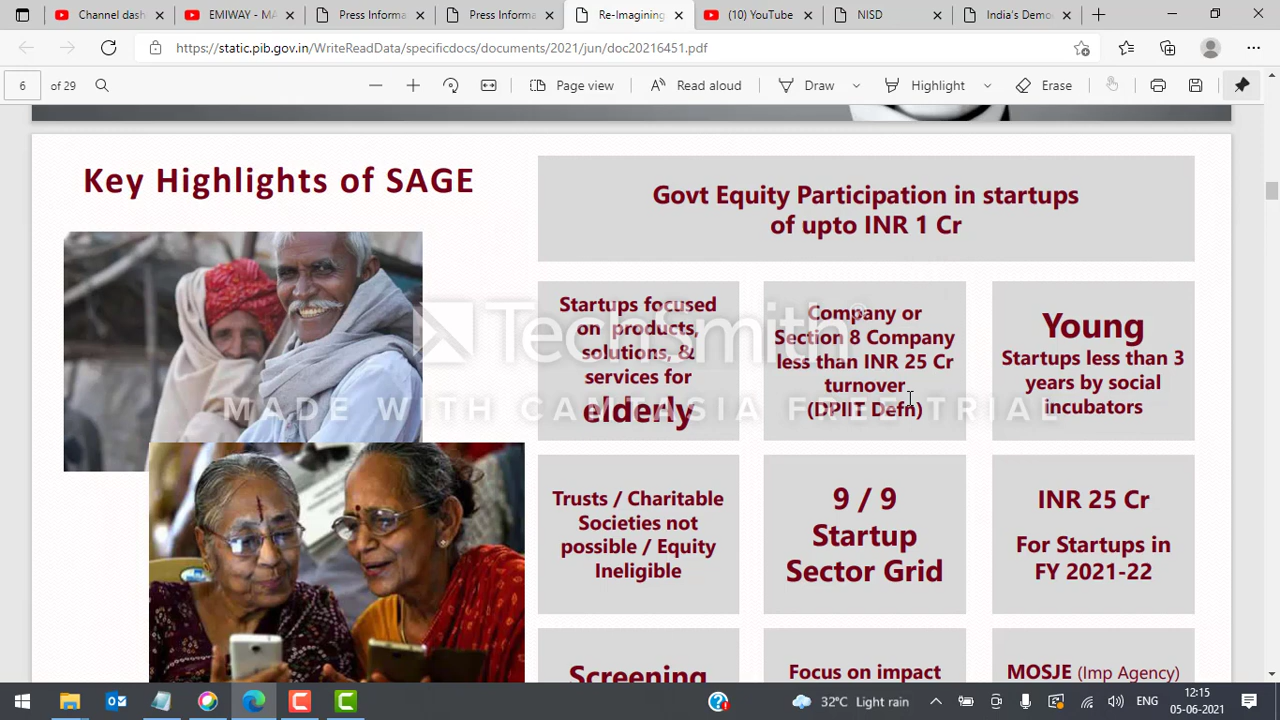 Channel dash
EMIWAY - MA
Press Informa
Press Informa
Re-Imagining
(10) YouTube
NISD
India's Demo
https://static.pib.gov.in/WriteReadData/specificdocs/documents/2021/jun/doc20216451.pdf
6 of 29
Page view
Read aloud
Draw
Highlight
Erase
Key Highlights of SAGE
Govt Equity Participation in startups
of upto INR 1 Cr
Startups focused
on products,
solutions, &
services for
elderly
Company or
Section 8 Company
less than INR 25 Cr
turnover
(DPIIT Defn)
Young
Startups less than 3
years by social
incubators
TechSmith
MADE WITH CAMTASIA FREE TRIAL
Trusts / Charitable
Societies not
possible / Equity
Ineligible
9 / 9
Startup
Sector Grid
INR 25 Cr
For Startups in
FY 2021-22
Screening
Focus on impact
MOSJE (Imp Agency)
32°C Light rain
ENG
12:15
05-06-2021